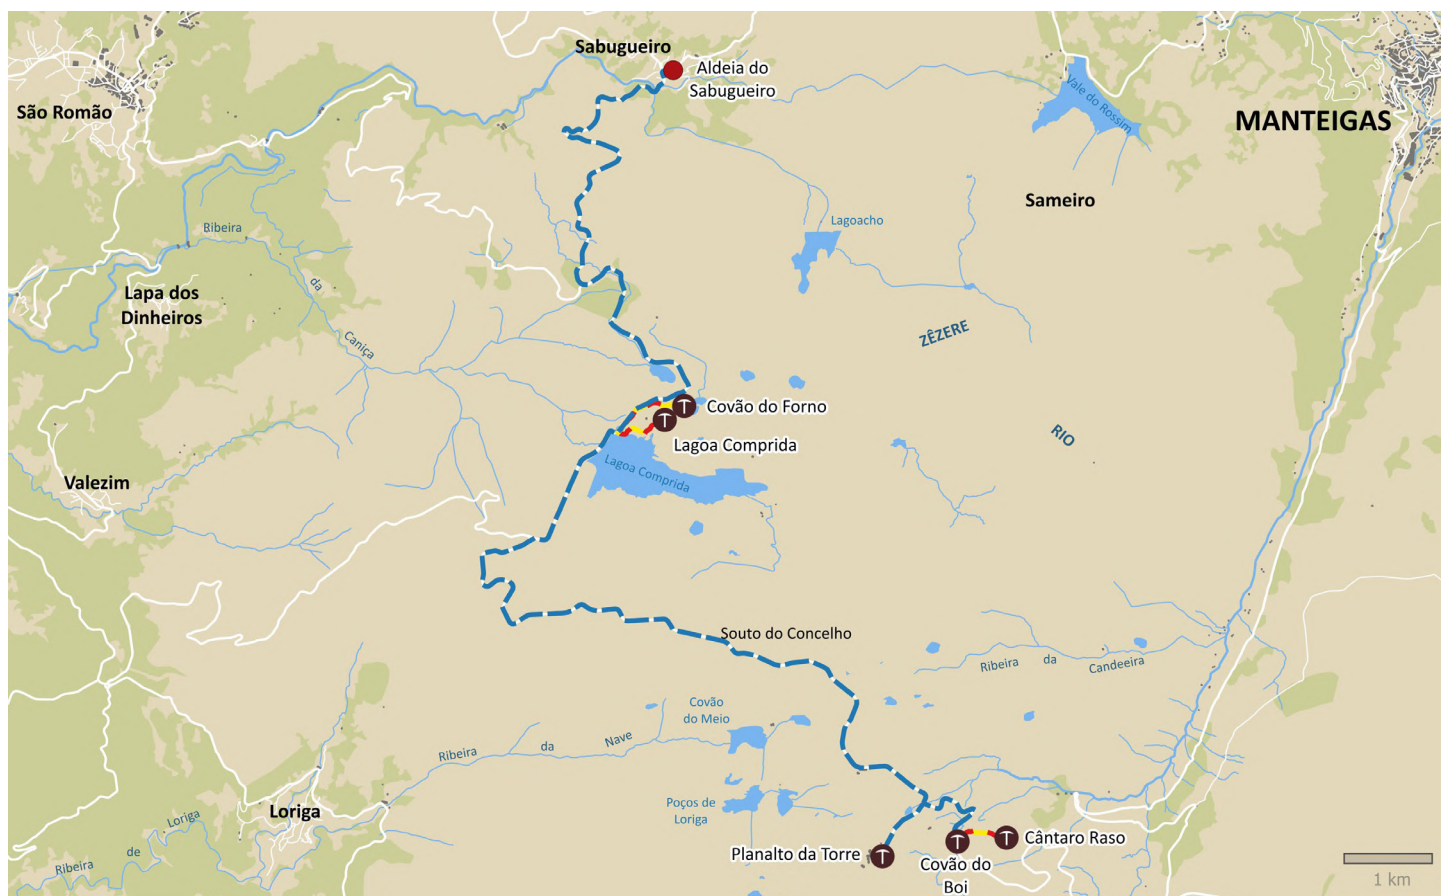 Sabugueiro
Aldeia do
Sabugueiro
São Romão
Vale do Rossim
MANTEIGAS
Sameiro
Lagoacho
Ribeira
da
Caniça
Lapa dos
Dinheiros
ZÊZERE
RIO
Covão do Forno
Lagoa Comprida
Lagoa Comprida
Valezim
Souto do Concelho
Ribeira da Candeeira
Covão
do Meio
Ribeira da Nave
Poços de
Loriga
Loriga
Ribeira de Loriga
Planalto da Torre
Covão do
Boi
Cântaro Raso
1 km